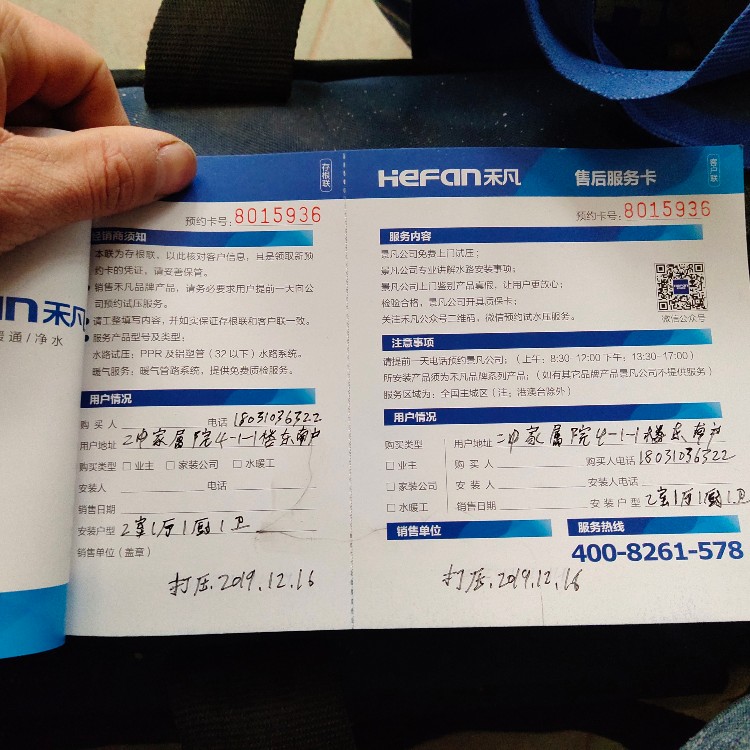 存根联
预约卡号:8015936
经销商须知
本联为存根联，以此核对客户信息，且是领取新预
约卡的凭证，请妥善保管。
销售禾凡品牌产品，请务必要求用户提前一天向公
司预约试压服务。
请工整填写内容，并如实保证存根联和客户联一致。
服务产品型号及类型：
水路试压：PPR 及铝塑管（32以下）水路系统。
暖气服务：暖气管路系统，提供免费质检服务。
用户情况
购买人 电话 18031036322
用户地址 二中家属院4-1-1楼东南户
购买类型 □ 业主 □ 家装公司 □ 水暖工
安装人 电话
销售日期
安装户型 2室1厅1厨1卫
销售单位（盖章）
打压.2019.12.16
an禾凡
暖通/净水
HeFan禾凡 售后服务卡
客户联
预约卡号:8015936
服务内容
景凡公司免费上门试压；
景凡公司专业讲解水路安装事项；
景凡公司上门鉴别产品真假，让用户更放心；
检验合格，景凡公司开具质保卡；
关注禾凡公众号二维码，微信预约试水压服务。
微信公众号
注意事项
请提前一天电话预约景凡公司；（上午：8:30-12:00 下午：13:30-17:00）
所安装产品须为禾凡品牌系列产品；（如有其它品牌产品景凡公司不提供服务）
服务区域为：全国主城区（注：港澳台除外）
用户情况
购买类型 用户地址 二中家属院4-1-1楼东南户
□ 业主 购买人 购买人电话 18031036322
□ 家装公司 安装人 安装人电话
□ 水暖工 销售日期 安装户型 2室1厅1厨1卫
销售单位 服务热线
400-8261-578
打压.2019.12.16